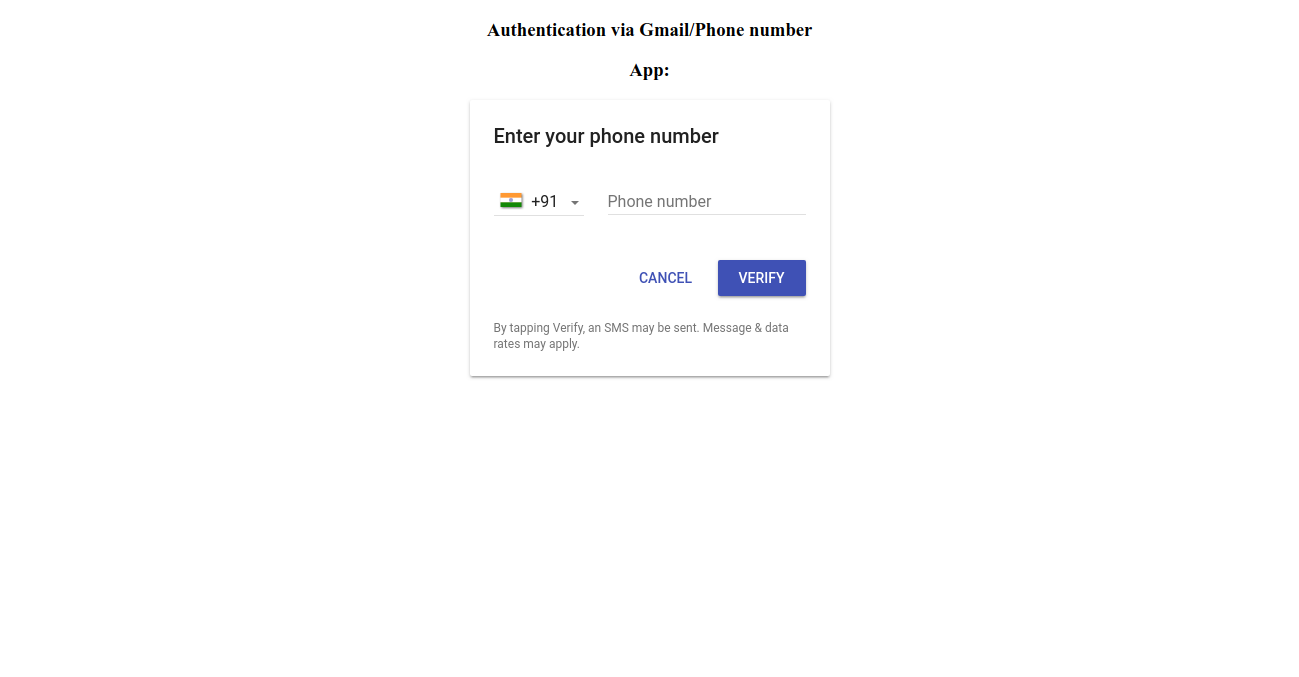 Authentication via Gmail/Phone number
App:
Enter your phone number
+91 Phone number
CANCEL VERIFY
By tapping Verify, an SMS may be sent. Message & data
rates may apply.